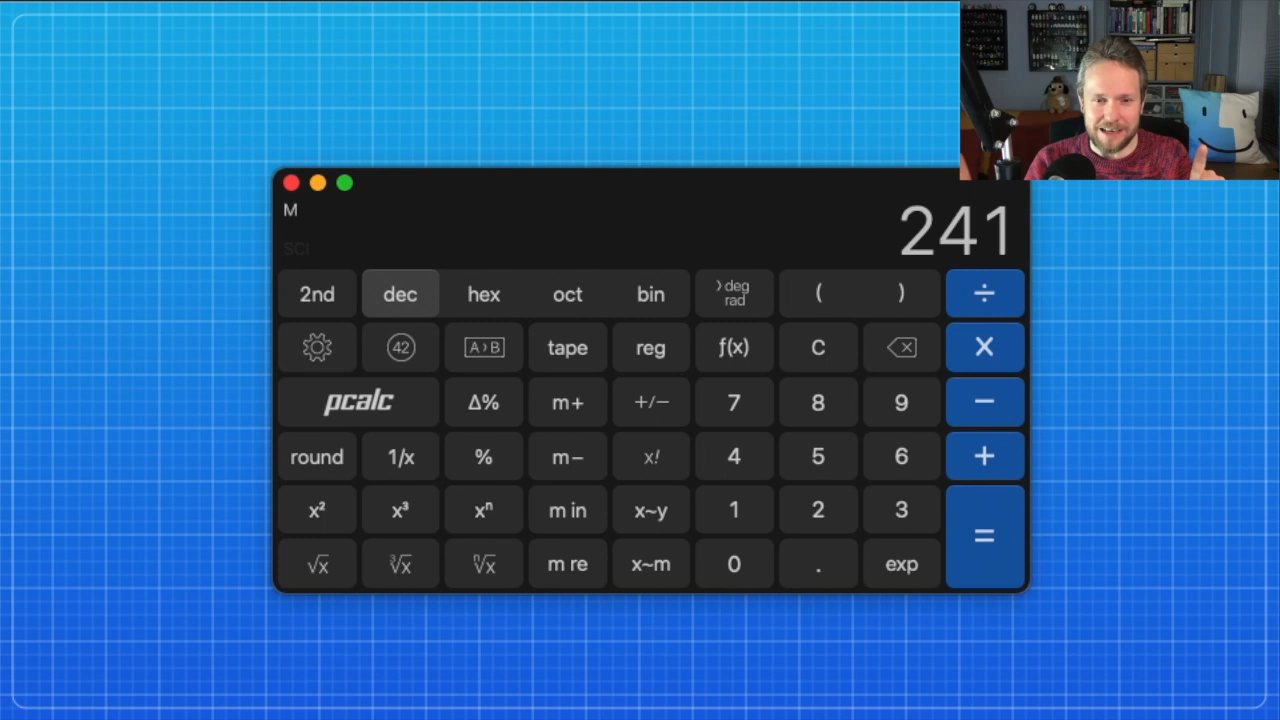 M
241
SCI
2nd dec hex oct bin deg rad ( ) ÷
42 A›B tape reg ƒ(x) C ×
pcalc Δ% m+ +/− 7 8 9 −
round 1/x % m− x! 4 5 6 +
x² x³ xⁿ m in x~y 1 2 3 =
√x ∛x ⁿ√x m re x~m 0 . exp